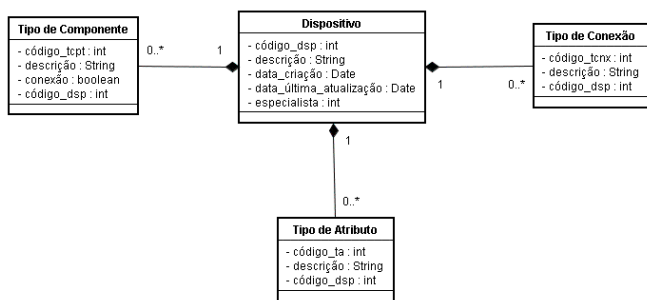 Tipo de Componente
- código_tcpt : int
- descrição : String
- conexão : boolean
- código_dsp : int
0..*
1
Dispositivo
- código_dsp : int
- descrição : String
- data_criação : Date
- data_última_atualização : Date
- especialista : int
1
0..*
Tipo de Conexão
- código_tcnx : int
- descrição : String
- código_dsp : int
1
0..*
Tipo de Atributo
- código_ta : int
- descrição : String
- código_dsp : int